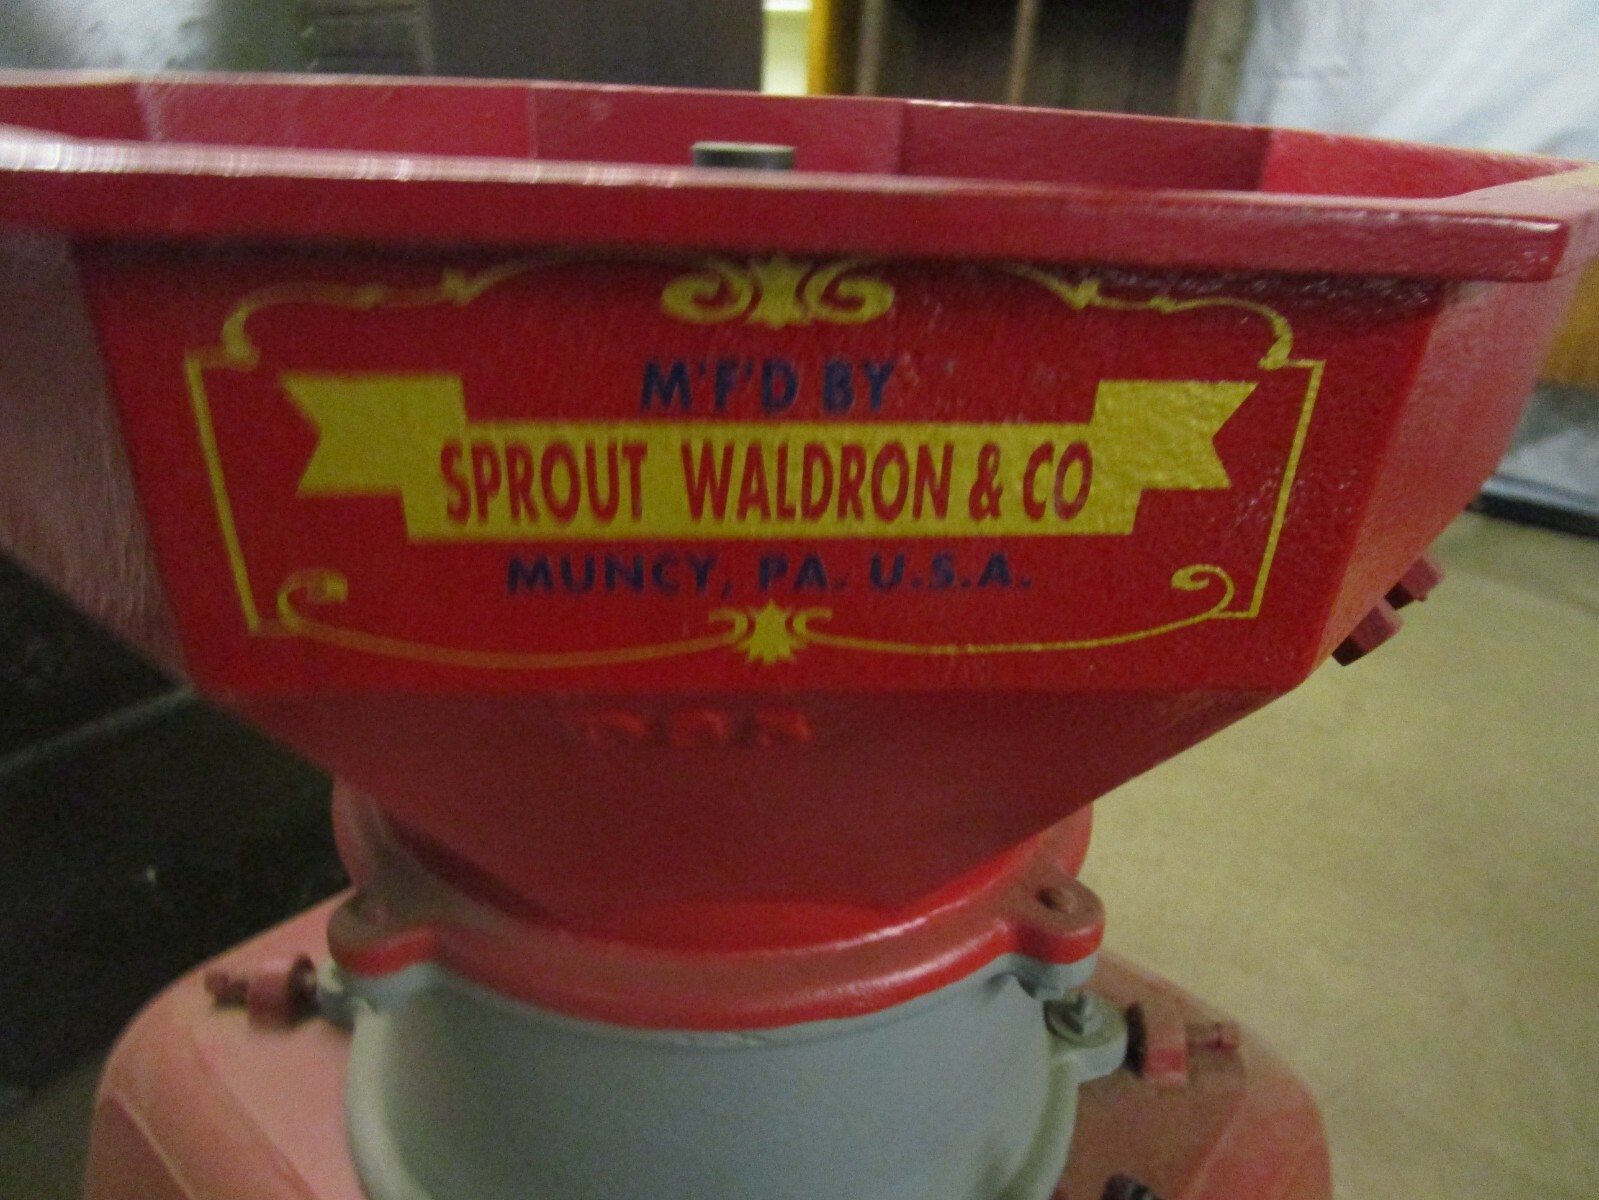 M'F'D BY
SPROUT WALDRON & CO
MUNCY, PA. U.S.A.